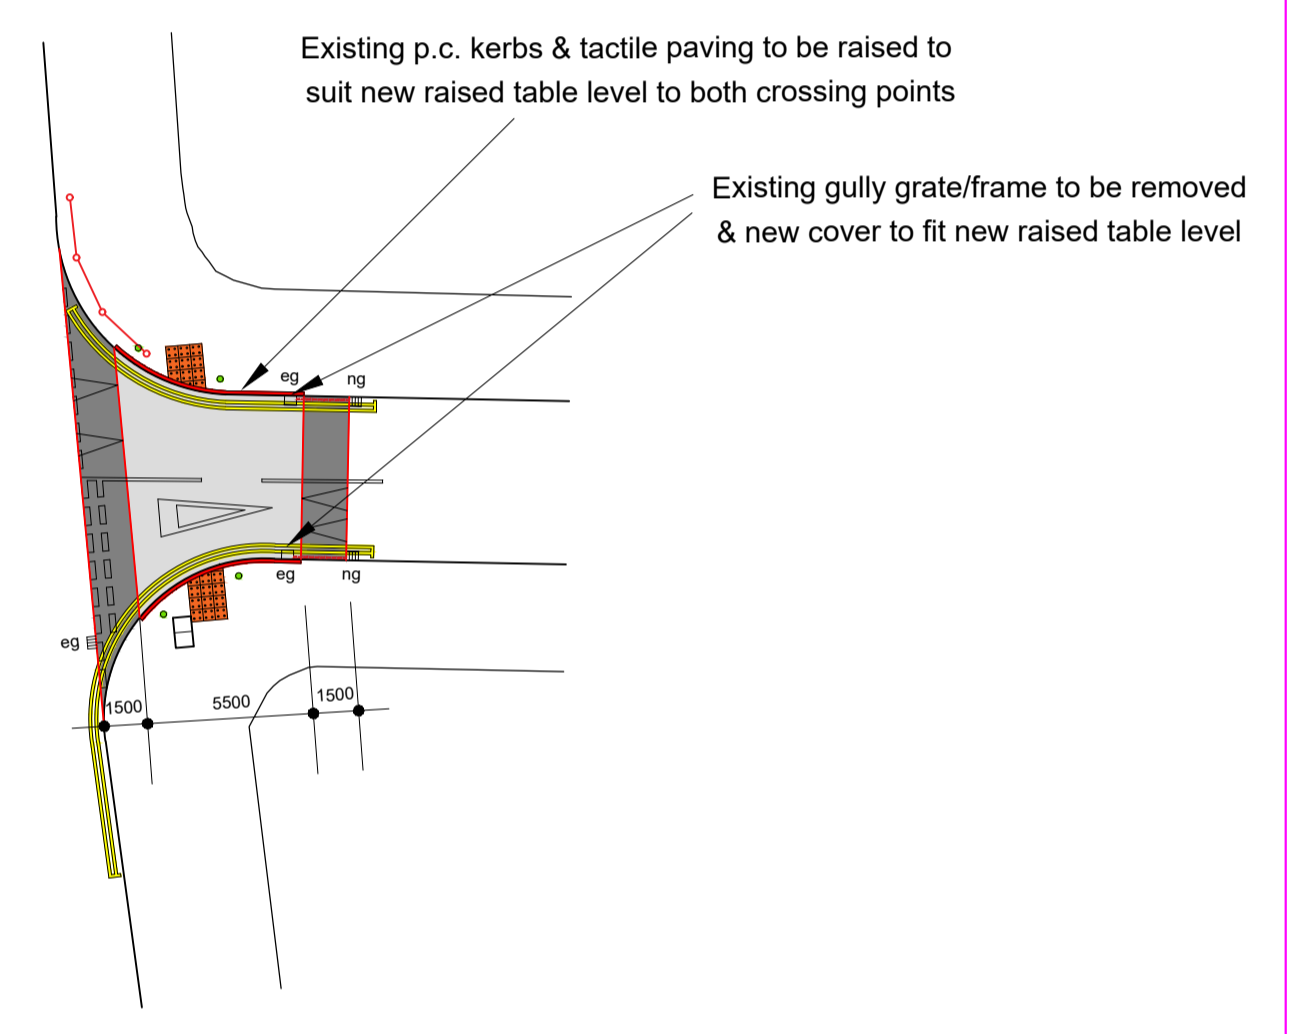 Existing p.c. kerbs & tactile paving to be raised to
suit new raised table level to both crossing points
Existing gully grate/frame to be removed
& new cover to fit new raised table level
eg
ng
eg
ng
eg
1500
5500
1500